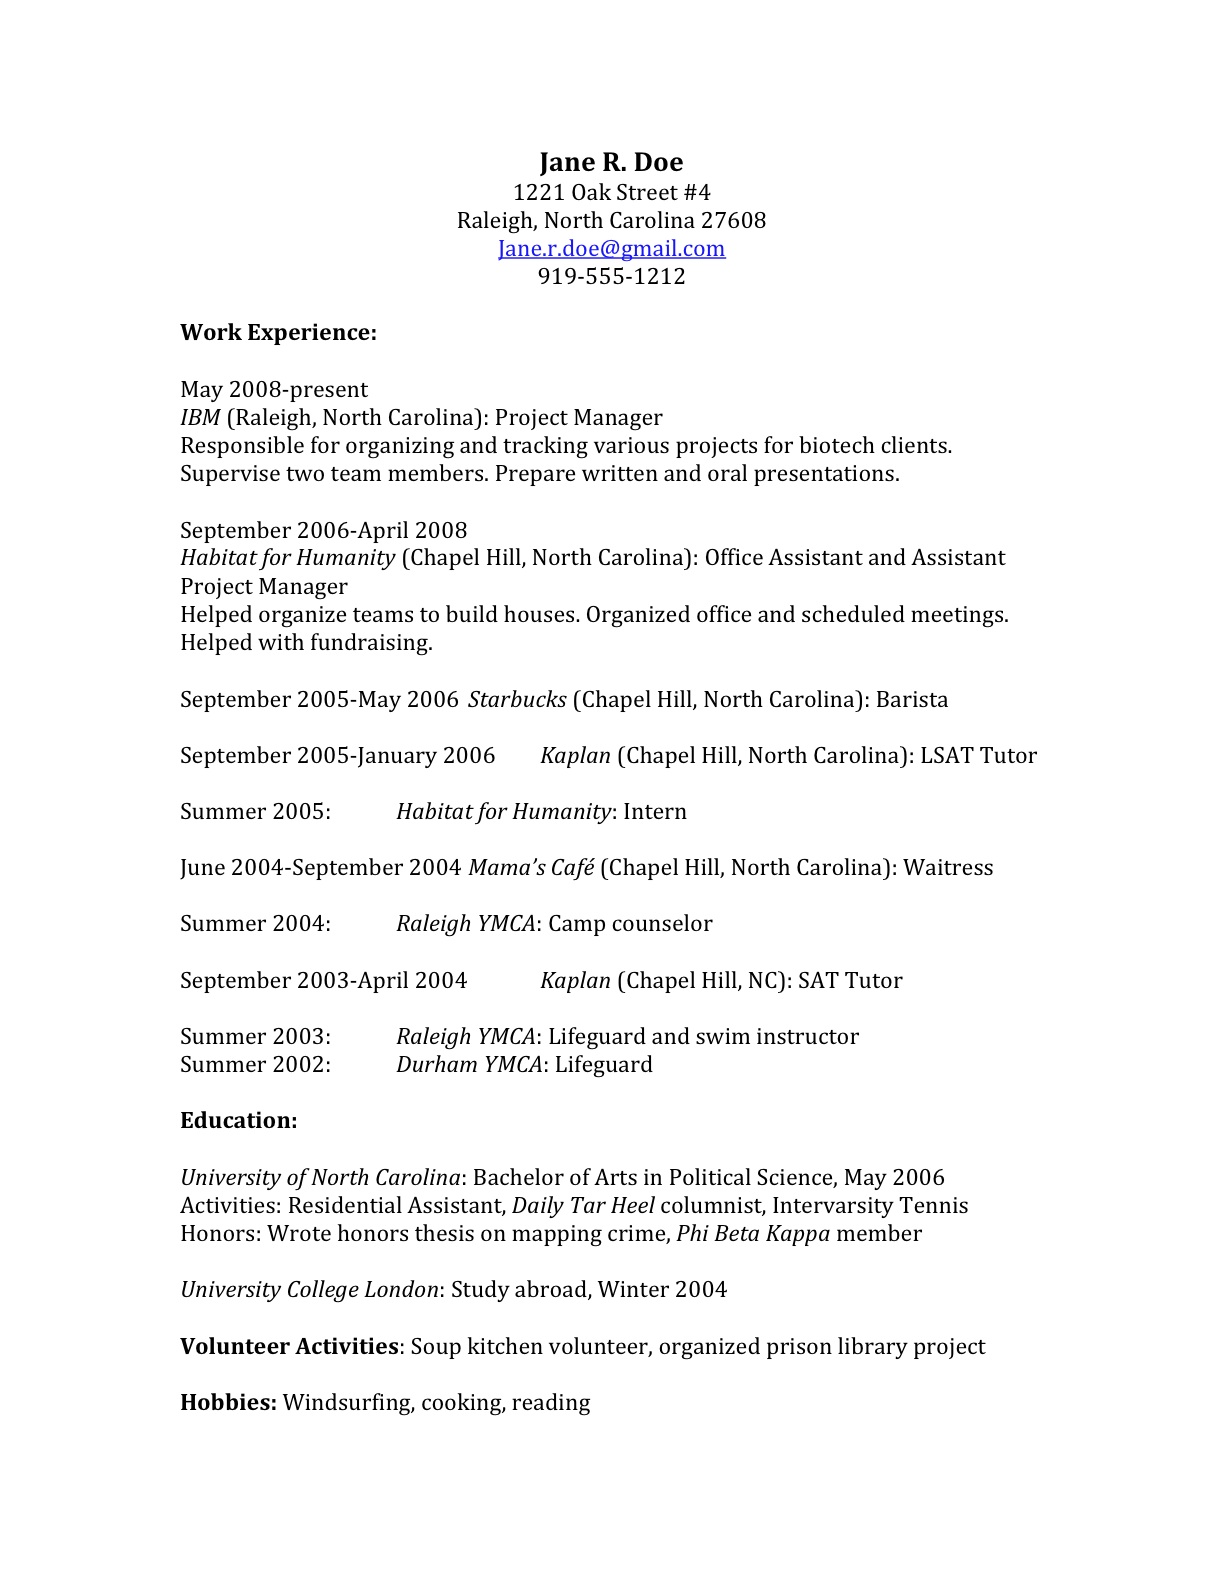 Jane R. Doe
1221 Oak Street #4
Raleigh, North Carolina 27608
Jane.r.doe@gmail.com
919-555-1212
Work Experience:
May 2008-present
IBM (Raleigh, North Carolina): Project Manager
Responsible for organizing and tracking various projects for biotech clients.
Supervise two team members. Prepare written and oral presentations.
September 2006-April 2008
Habitat for Humanity (Chapel Hill, North Carolina): Office Assistant and Assistant
Project Manager
Helped organize teams to build houses. Organized office and scheduled meetings.
Helped with fundraising.
September 2005-May 2006 Starbucks (Chapel Hill, North Carolina): Barista
September 2005-January 2006 Kaplan (Chapel Hill, North Carolina): LSAT Tutor
Summer 2005: Habitat for Humanity: Intern
June 2004-September 2004 Mama’s Café (Chapel Hill, North Carolina): Waitress
Summer 2004: Raleigh YMCA: Camp counselor
September 2003-April 2004 Kaplan (Chapel Hill, NC): SAT Tutor
Summer 2003: Raleigh YMCA: Lifeguard and swim instructor
Summer 2002: Durham YMCA: Lifeguard
Education:
University of North Carolina: Bachelor of Arts in Political Science, May 2006
Activities: Residential Assistant, Daily Tar Heel columnist, Intervarsity Tennis
Honors: Wrote honors thesis on mapping crime, Phi Beta Kappa member
University College London: Study abroad, Winter 2004
Volunteer Activities: Soup kitchen volunteer, organized prison library project
Hobbies: Windsurfing, cooking, reading